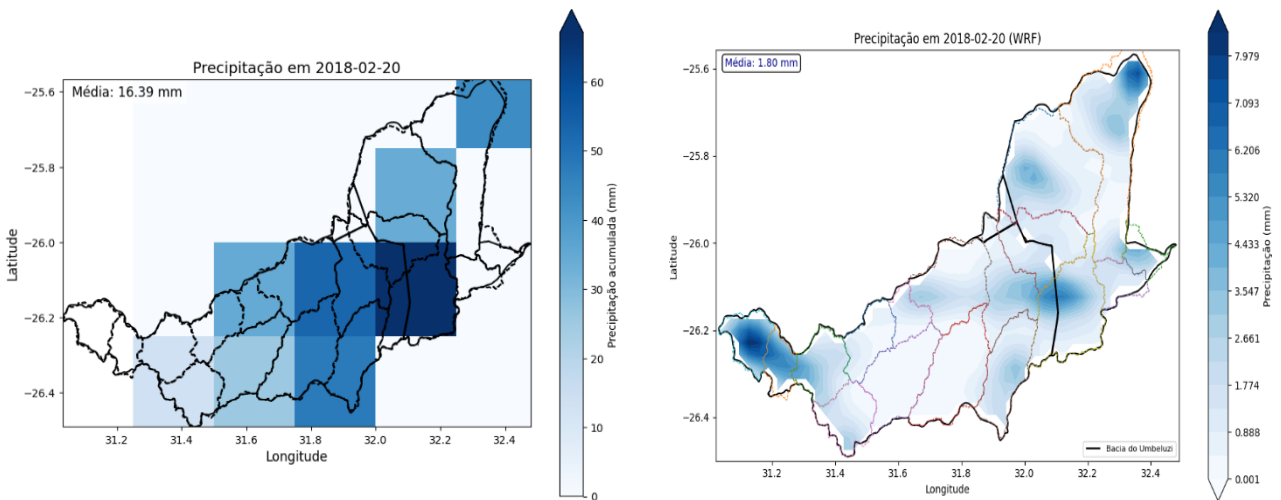 Precipitação em 2018-02-20
Média: 16.39 mm
−25.6
−25.8
−26.0
−26.2
−26.4
Latitude
31.2 31.4 31.6 31.8 32.0 32.2 32.4
Longitude
60
50
40
30
20
10
0
Precipitação acumulada (mm)
Precipitação em 2018-02-20 (WRF)
Média: 1.80 mm
−25.6
−25.8
−26.0
−26.2
−26.4
Latitude
31.2 31.4 31.6 31.8 32.0 32.2 32.4
Longitude
Bacia do Umbeluzi
7.979
7.093
6.206
5.320
4.433
3.547
2.661
1.774
0.888
0.001
Precipitação (mm)